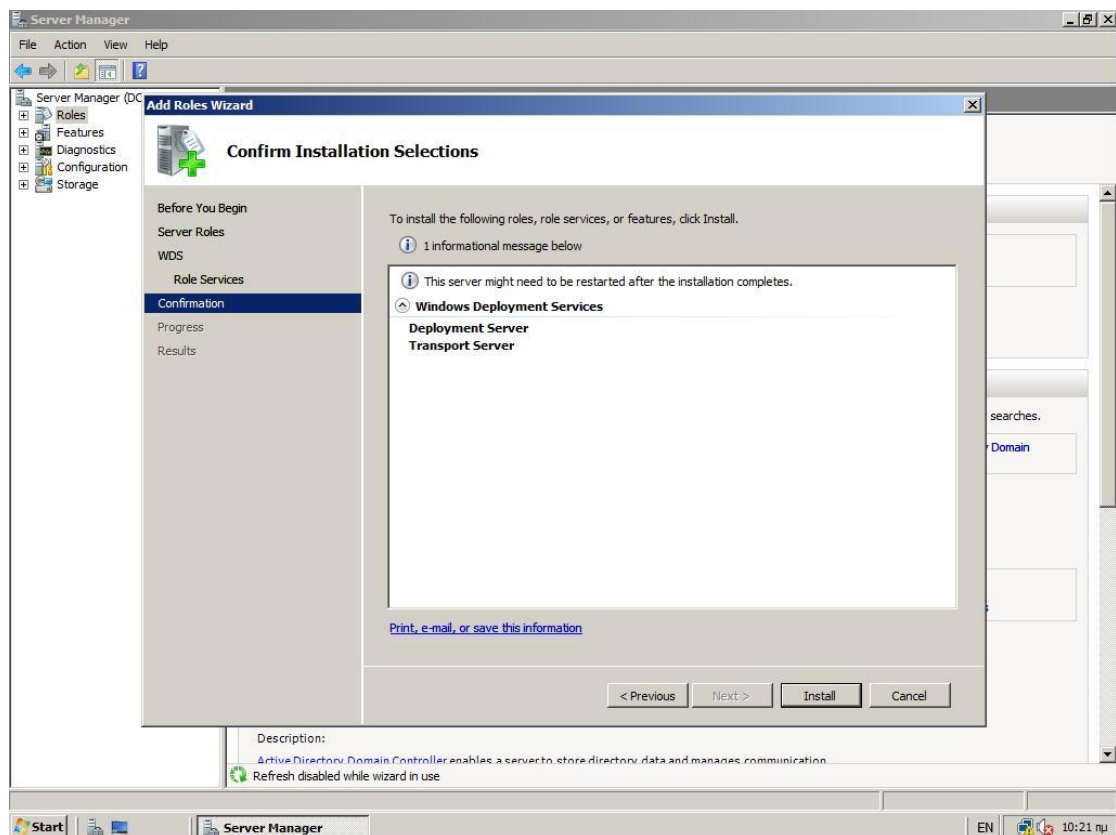 Server Manager
File Action View Help
Server Manager (DC
Roles
Features
Diagnostics
Configuration
Storage
Add Roles Wizard
Confirm Installation Selections
Before You Begin
Server Roles
WDS
Role Services
Confirmation
Progress
Results
To install the following roles, role services, or features, click Install.
1 informational message below
This server might need to be restarted after the installation completes.
Windows Deployment Services
Deployment Server
Transport Server
Print, e-mail, or save this information
< Previous Next > Install Cancel
searches.
Domain
Description:
Active Directory Domain Controller enables a server to store directory data and manages communication
Refresh disabled while wizard in use
Start Server Manager EN 10:21 πμ